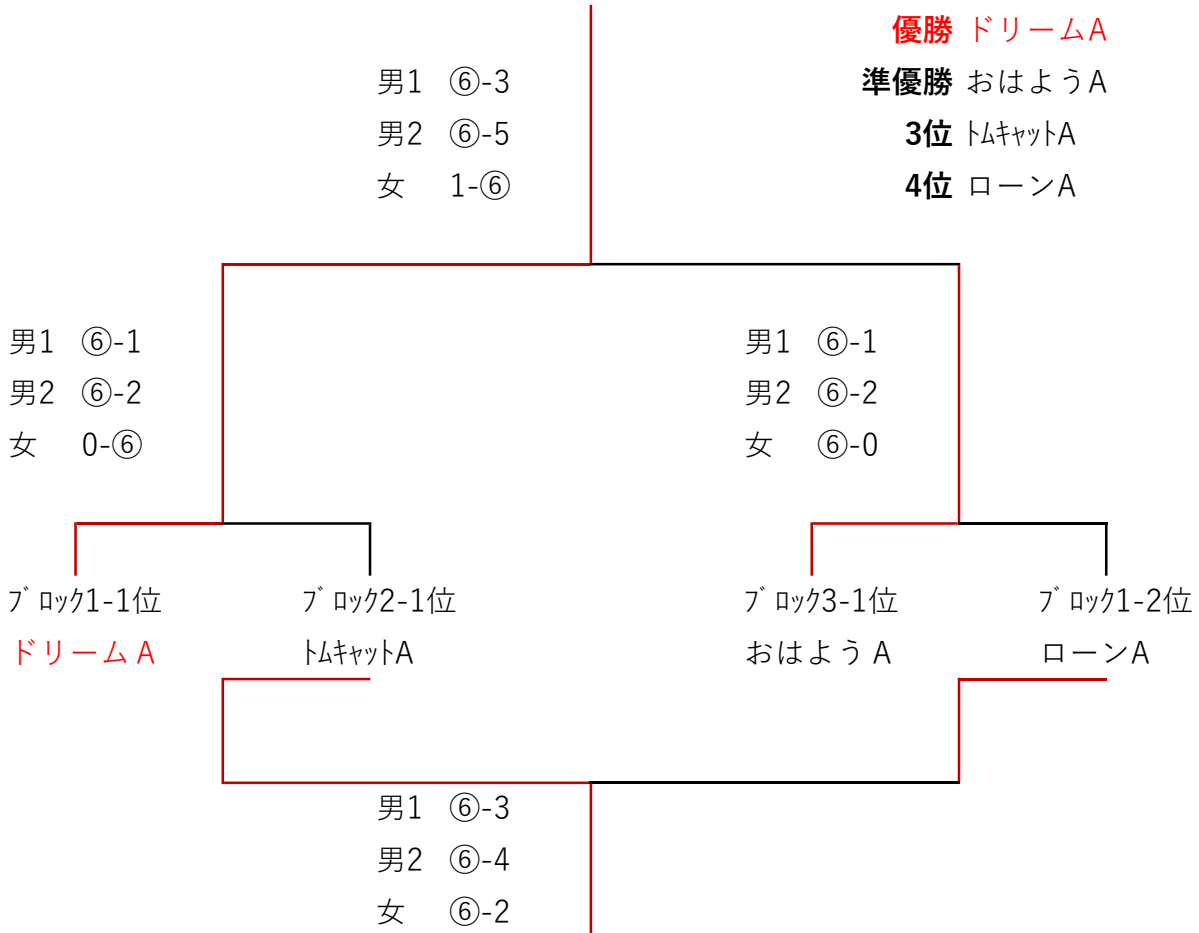 優勝 ドリームA
男1 ⑥-3
準優勝 おはようA
男2 ⑥-5
3位 ﾄﾑｷｬｯﾄA
女 1-⑥
4位 ローンA
男1 ⑥-1
男1 ⑥-1
男2 ⑥-2
男2 ⑥-2
女 0-⑥
女 ⑥-0
ﾌﾞﾛｯｸ1-1位
ﾌﾞﾛｯｸ2-1位
ﾌﾞﾛｯｸ3-1位
ﾌﾞﾛｯｸ1-2位
ドリームA
ﾄﾑｷｬｯﾄA
おはようA
ローンA
男1 ⑥-3
男2 ⑥-4
女 ⑥-2